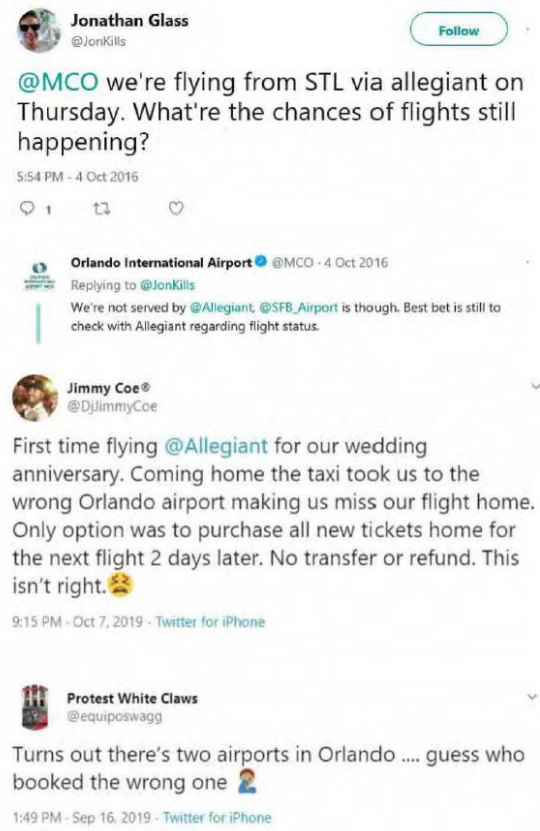 Jonathan Glass
@JonKills
Follow
@MCO we're flying from STL via allegiant on
Thursday. What're the chances of flights still
happening?
5:54 PM - 4 Oct 2016
1
Orlando International Airport @MCO · 4 Oct 2016
Replying to @JonKills
We're not served by @Allegiant, @SFB_Airport is though. Best bet is still to
check with Allegiant regarding flight status.
Jimmy Coe®
@DjJimmyCoe
First time flying @Allegiant for our wedding
anniversary. Coming home the taxi took us to the
wrong Orlando airport making us miss our flight home.
Only option was to purchase all new tickets home for
the next flight 2 days later. No transfer or refund. This
isn't right.😫
9:15 PM · Oct 7, 2019 · Twitter for iPhone
Protest White Claws
@equiposwagg
Turns out there's two airports in Orlando .... guess who
booked the wrong one 🤦‍♂️
1:49 PM · Sep 16, 2019 · Twitter for iPhone